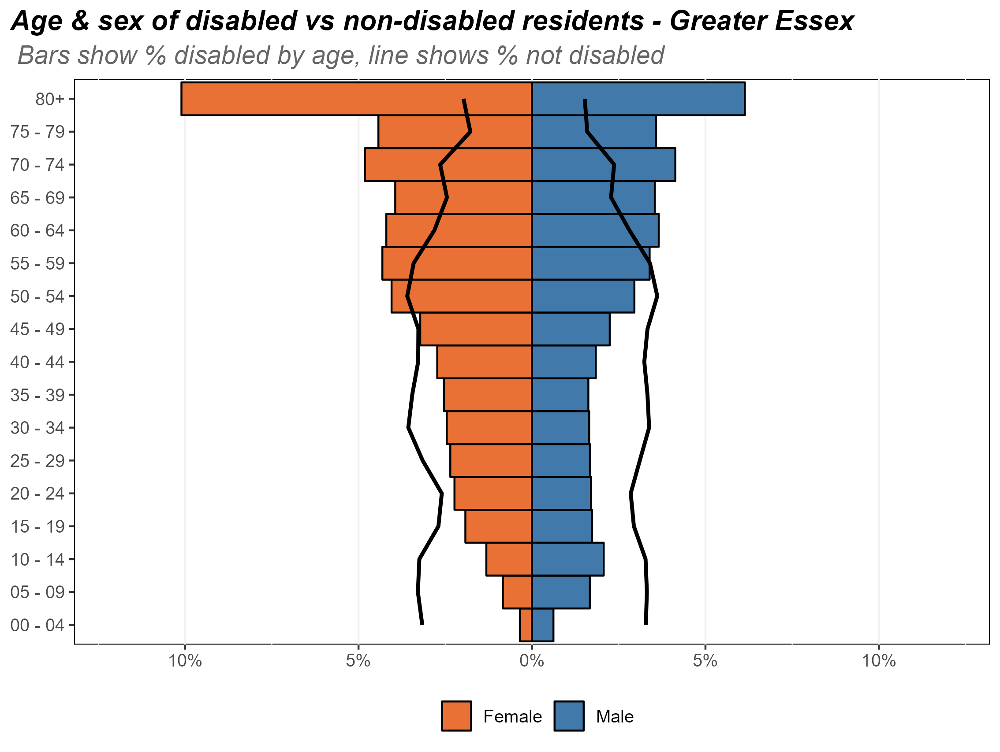 Age & sex of disabled vs non-disabled residents - Greater Essex
Bars show % disabled by age, line shows % not disabled
80+
75 - 79
70 - 74
65 - 69
60 - 64
55 - 59
50 - 54
45 - 49
40 - 44
35 - 39
30 - 34
25 - 29
20 - 24
15 - 19
10 - 14
05 - 09
00 - 04
10% 5% 0% 5% 10%
Female Male